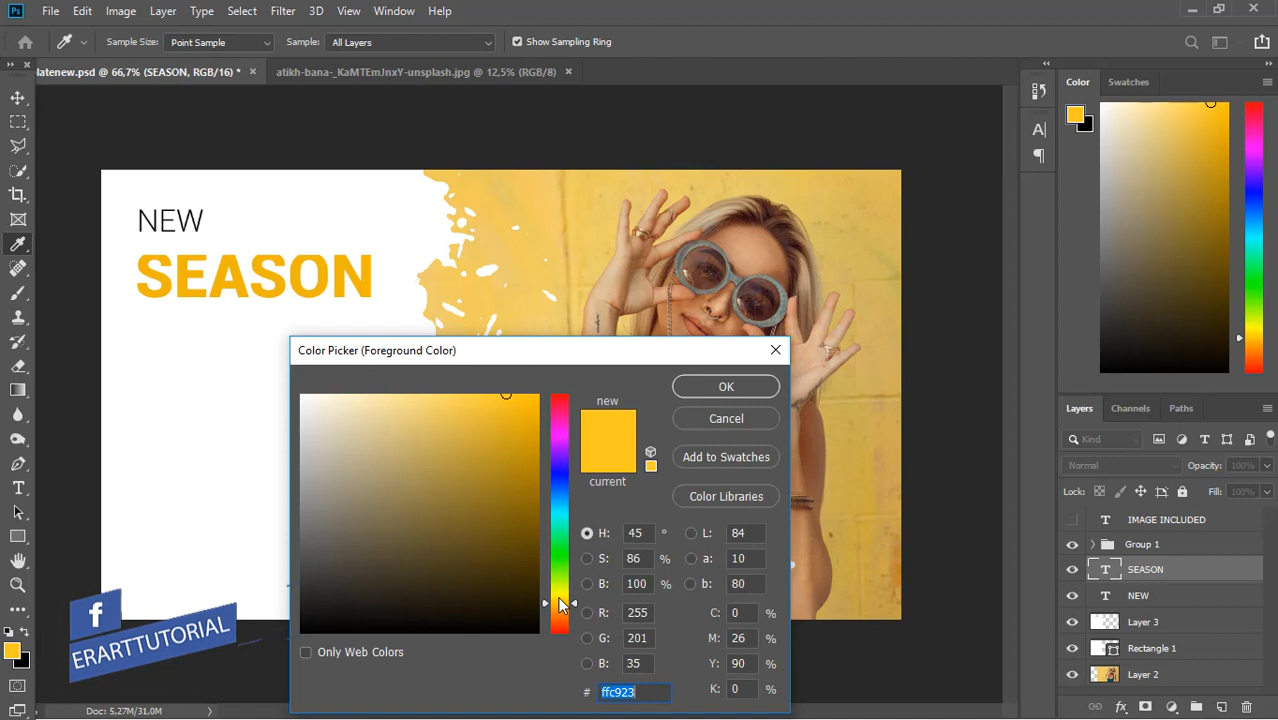 File Edit Image Layer Type Select Filter 3D View Window Help
Sample Size: Point Sample Sample: All Layers Show Sampling Ring
latenew.psd @ 66,7% (SEASON, RGB/16) * × atikh-bana-_KaMTEmJnxY-unsplash.jpg @ 12,5% (RGB/8) ×
Color Swatches
NEW
SEASON
Color Picker (Foreground Color)
new
current
OK
Cancel
Add to Swatches
Color Libraries
H: 45 °
S: 86 %
B: 100 %
R: 255
G: 201
B: 35
# ffc923
L: 84
a: 10
b: 80
C: 0 %
M: 26 %
Y: 90 %
K: 0 %
Only Web Colors
f
ERARTTUTORIAL
Layers Channels Paths
Kind
Normal Opacity: 100%
Lock: Fill: 100%
T IMAGE INCLUDED
Group 1
T SEASON
T NEW
Layer 3
Rectangle 1
Layer 2
Doc: 5,27M/31,0M